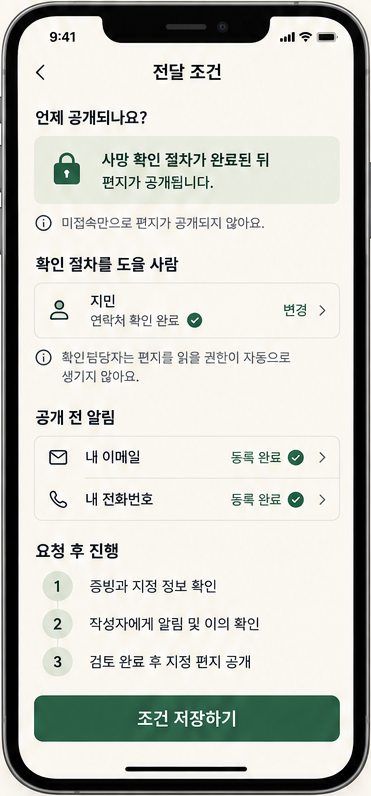 9:41
전달 조건
언제 공개되나요?
사망 확인 절차가 완료된 뒤
편지가 공개됩니다.
미접속만으로 편지가 공개되지 않아요.
확인 절차를 도울 사람
지민
연락처 확인 완료
변경
확인담당자는 편지를 읽을 권한이 자동으로
생기지 않아요.
공개 전 알림
내 이메일
등록 완료
내 전화번호
등록 완료
요청 후 진행
1 증빙과 지정 정보 확인
2 작성자에게 알림 및 이의 확인
3 검토 완료 후 지정 편지 공개
조건 저장하기